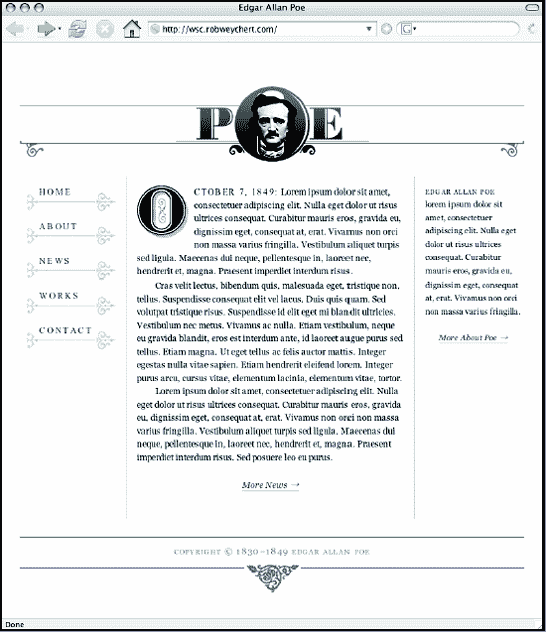 Edgar Allan Poe
http://wsc.robweychert.com/
G
POE
HOME
ABOUT
NEWS
WORKS
CONTACT
OCTOBER 7, 1849: Lorem ipsum dolor sit amet,
consectetuer adipiscing elit. Nulla eget dolor ut risus
ultrices consequat. Curabitur mauris eros, gravida eu,
dignissim eget, consequat at, erat. Vivamus non orci
non massa varius fringilla. Vestibulum aliquet turpis
sed ligula. Maecenas dui neque, pellentesque in, laoreet nec,
hendrerit et, magna. Praesent imperdiet interdum risus.
Cras velit lectus, bibendum quis, malesuada eget, tristique non,
tellus. Suspendisse consequat elit vel lacus. Duis quis quam. Sed
volutpat tristique risus. Suspendisse id elit eget mi blandit ultricies.
Vestibulum nec metus. Vivamus ac nulla. Etiam vestibulum, neque
eu gravida blandit, eros est interdum ante, id laoreet augue purus sed
tellus. Etiam magna. Ut eget tellus ac felis auctor mattis. Integer
egestas nulla vitae sapien. Etiam hendrerit eleifend lorem. Integer
purus arcu, cursus vitae, elementum lacinia, elementum vitae, tortor.
Lorem ipsum dolor sit amet, consectetuer adipiscing elit. Nulla
eget dolor ut risus ultrices consequat. Curabitur mauris eros, gravida
eu, dignissim eget, consequat at, erat. Vivamus non orci non massa
varius fringilla. Vestibulum aliquet turpis sed ligula. Maecenas dui
neque, pellentesque in, laoreet nec, hendrerit et, magna. Praesent
imperdiet interdum risus. Sed posuere leo eu purus.
More News →
EDGAR ALLAN POE
lorem ipsum dolor sit
amet, consectetuer
adipiscing elit. Nulla eget
dolor ut risus ultrices
consequat. Curabitur
mauris eros, gravida eu,
dignissim eget, consequat
at, erat. Vivamus non orci
non massa varius fringilla.
More About Poe →
COPYRIGHT © 1830–1849 EDGAR ALLAN POE
Done